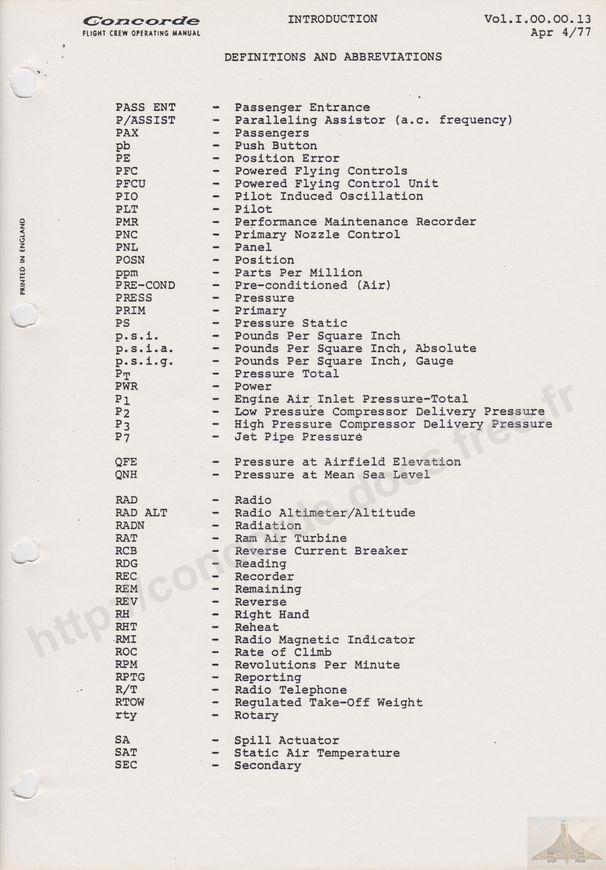 Concorde INTRODUCTION Vol.I.00.00.13
FLIGHT CREW OPERATING MANUAL Apr 4/77
DEFINITIONS AND ABBREVIATIONS
PASS ENT - Passenger Entrance
P/ASSIST - Paralleling Assistor (a.c. frequency)
PAX - Passengers
pb - Push Button
PE - Position Error
PFC - Powered Flying Controls
PFCU - Powered Flying Control Unit
PIO - Pilot Induced Oscillation
PLT - Pilot
PMR - Performance Maintenance Recorder
PNC - Primary Nozzle Control
PNL - Panel
POSN - Position
ppm - Parts Per Million
PRE-COND - Pre-conditioned (Air)
PRESS - Pressure
PRIM - Primary
PS - Pressure Static
p.s.i. - Pounds Per Square Inch
p.s.i.a. - Pounds Per Square Inch, Absolute
p.s.i.g. - Pounds Per Square Inch, Gauge
PT - Pressure Total
PWR - Power
P1 - Engine Air Inlet Pressure-Total
P2 - Low Pressure Compressor Delivery Pressure
P3 - High Pressure Compressor Delivery Pressure
P7 - Jet Pipe Pressure
QFE - Pressure at Airfield Elevation
QNH - Pressure at Mean Sea Level
RAD - Radio
RAD ALT - Radio Altimeter/Altitude
RADN - Radiation
RAT - Ram Air Turbine
RCB - Reverse Current Breaker
RDG - Reading
REC - Recorder
REM - Remaining
REV - Reverse
RH - Right Hand
RHT - Reheat
RMI - Radio Magnetic Indicator
ROC - Rate of Climb
RPM - Revolutions Per Minute
RPTG - Reporting
R/T - Radio Telephone
RTOW - Regulated Take-Off Weight
rty - Rotary
SA - Spill Actuator
SAT - Static Air Temperature
SEC - Secondary
PRINTED IN ENGLAND
http://concorde.docs.free.fr